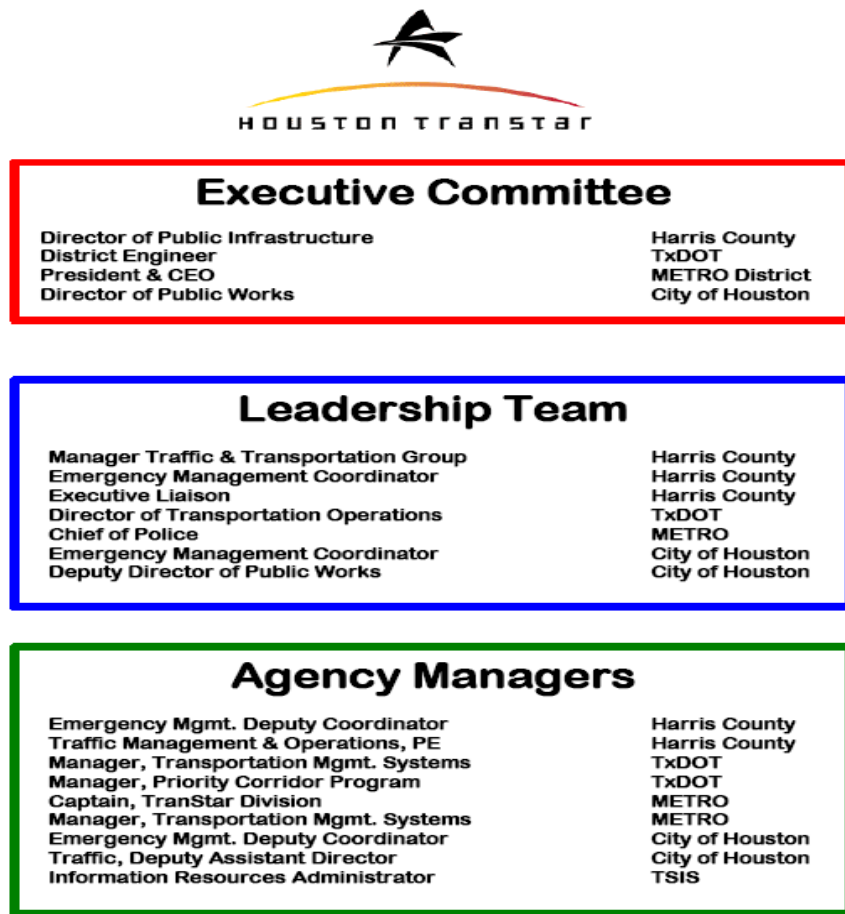 HOUSTON TRANSTAR
Executive Committee
Director of Public Infrastructure Harris County
District Engineer TxDOT
President & CEO METRO District
Director of Public Works City of Houston
Leadership Team
Manager Traffic & Transportation Group Harris County
Emergency Management Coordinator Harris County
Executive Liaison Harris County
Director of Transportation Operations TxDOT
Chief of Police METRO
Emergency Management Coordinator City of Houston
Deputy Director of Public Works City of Houston
Agency Managers
Emergency Mgmt. Deputy Coordinator Harris County
Traffic Management & Operations, PE Harris County
Manager, Transportation Mgmt. Systems TxDOT
Manager, Priority Corridor Program TxDOT
Captain, TranStar Division METRO
Manager, Transportation Mgmt. Systems METRO
Emergency Mgmt. Deputy Coordinator City of Houston
Traffic, Deputy Assistant Director City of Houston
Information Resources Administrator TSIS